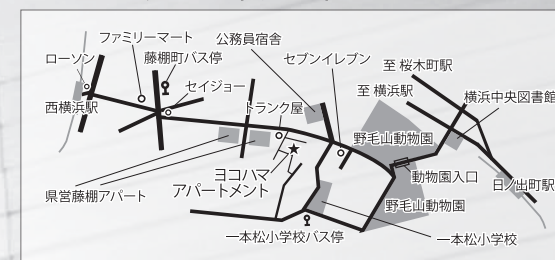 ファミリーマート
公務員宿舎
ローソン
藤棚町バス停
セブンイレブン
至 桜木町駅
セイジョー
至 横浜駅
西横浜駅
トランク屋
横浜中央図書館
野毛山動物園
ヨコハマ
アパートメント
動物園入口
日ノ出町駅
県営藤棚アパート
野毛山動物園
一本松小学校バス停
一本松小学校